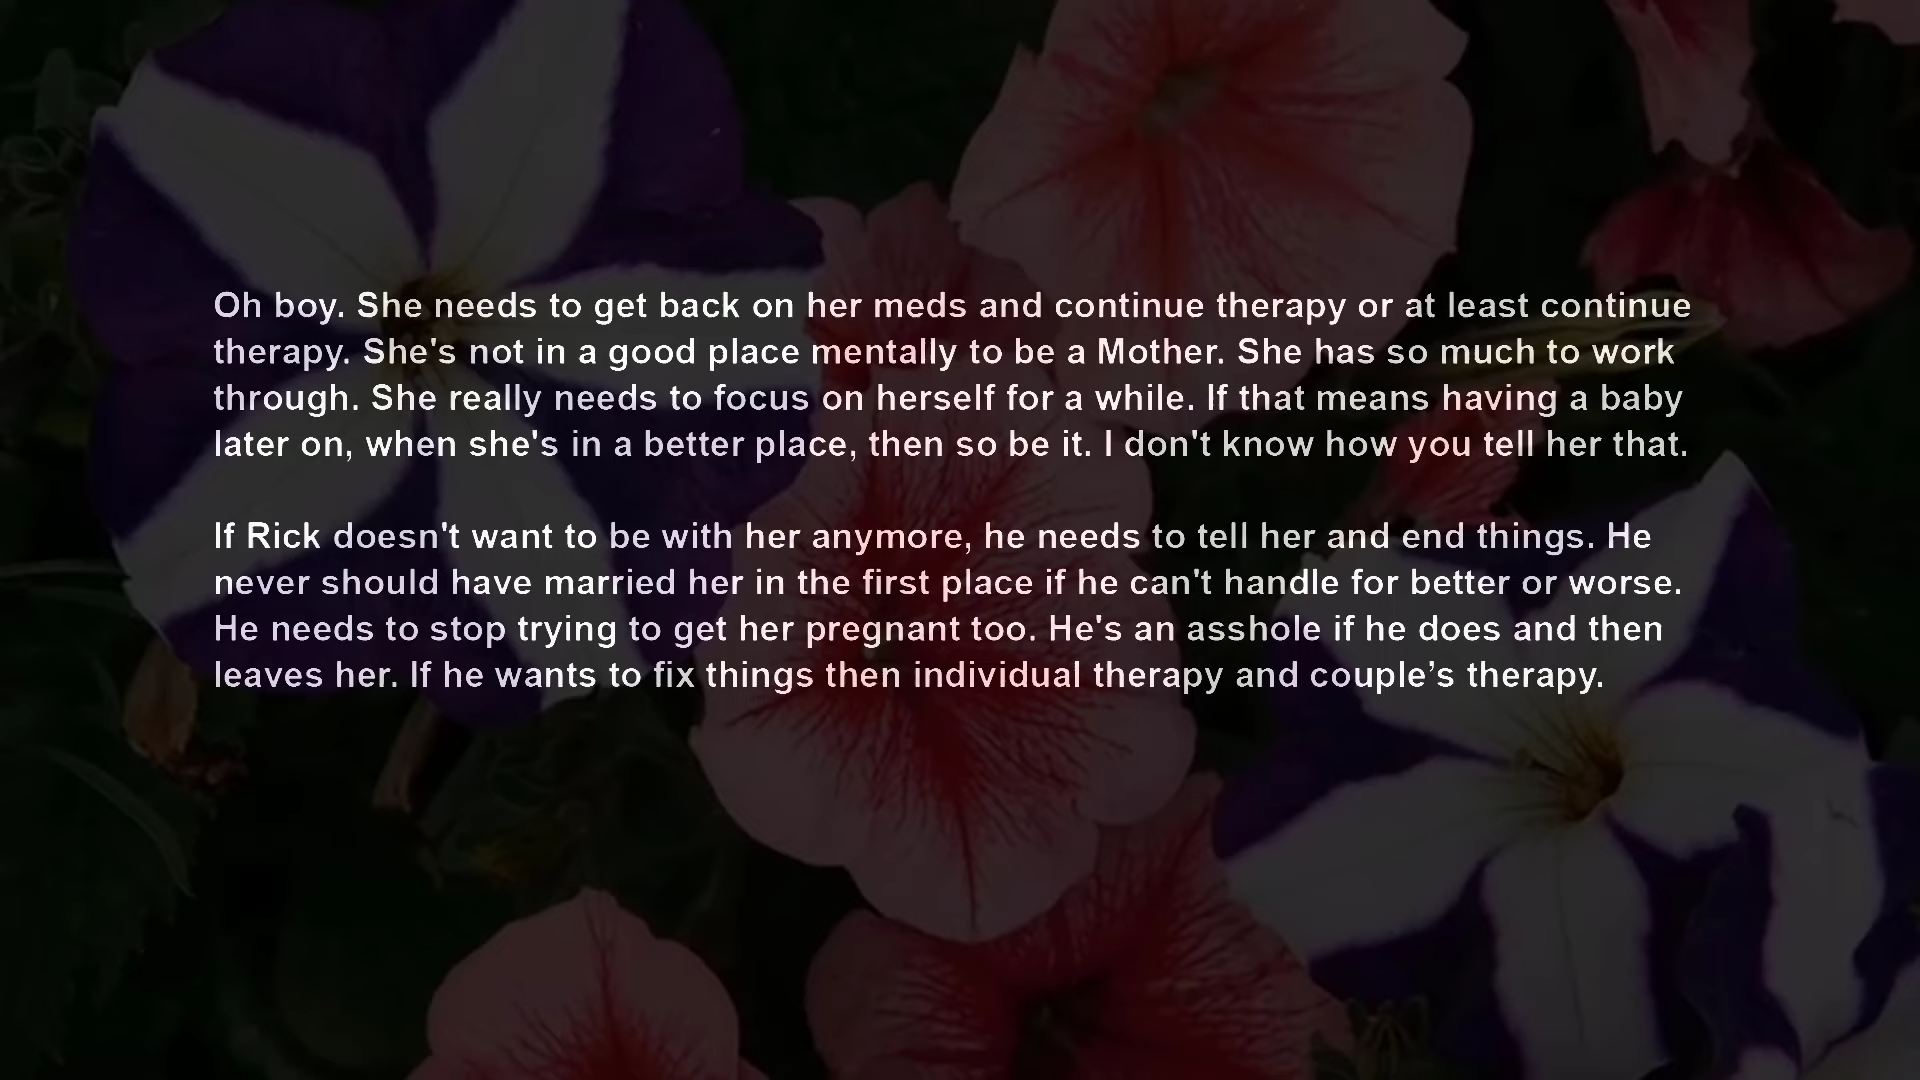 Oh boy. She needs to get back on her meds and continue therapy or at least continue
therapy. She's not in a good place mentally to be a Mother. She has so much to work
through. She really needs to focus on herself for a while. If that means having a baby
later on, when she's in a better place, then so be it. I don't know how you tell her that.
If Rick doesn't want to be with her anymore, he needs to tell her and end things. He
never should have married her in the first place if he can't handle for better or worse.
He needs to stop trying to get her pregnant too. He's an asshole if he does and then
leaves her. If he wants to fix things then individual therapy and couple’s therapy.